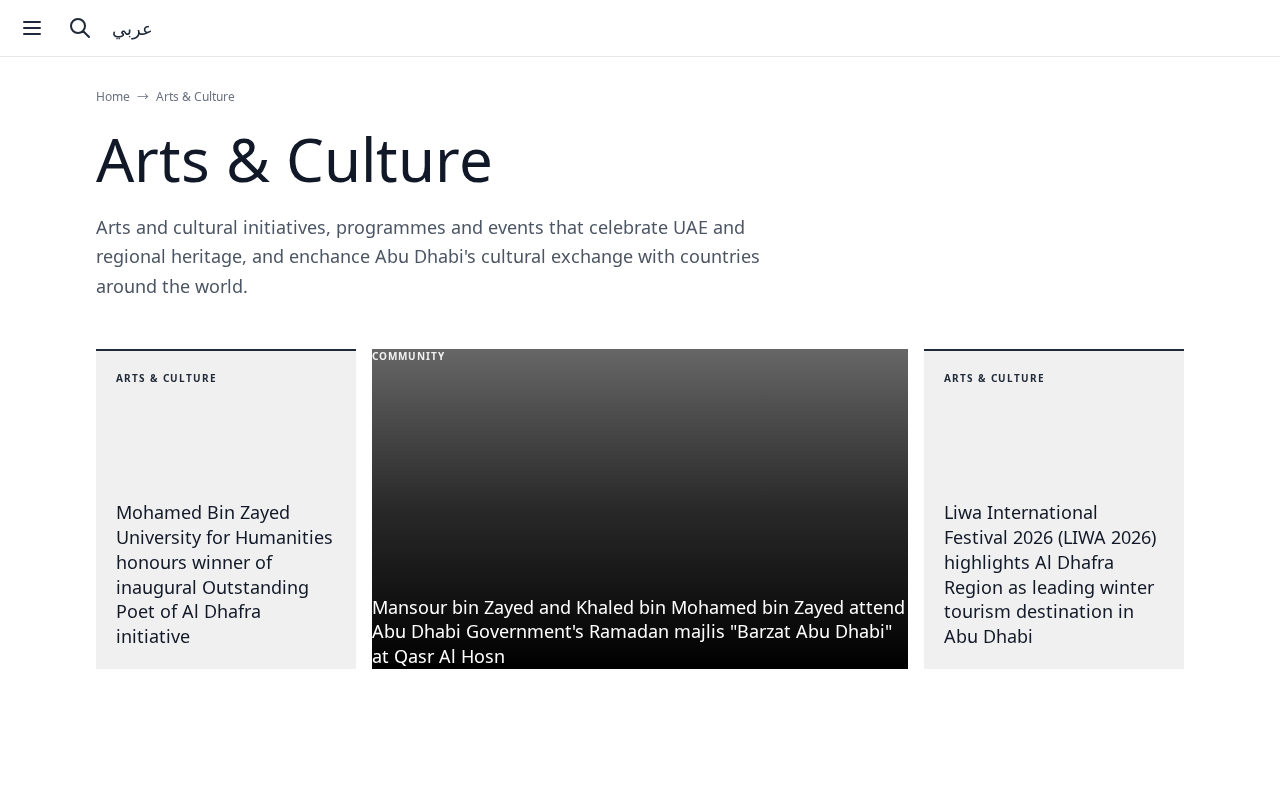 عربي
Home → Arts & Culture
Arts & Culture
Arts and cultural initiatives, programmes and events that celebrate UAE and
regional heritage, and enchance Abu Dhabi's cultural exchange with countries
around the world.
ARTS & CULTURE
Mohamed Bin Zayed
University for Humanities
honours winner of
inaugural Outstanding
Poet of Al Dhafra
initiative
COMMUNITY
Mansour bin Zayed and Khaled bin Mohamed bin Zayed attend
Abu Dhabi Government's Ramadan majlis "Barzat Abu Dhabi"
at Qasr Al Hosn
ARTS & CULTURE
Liwa International
Festival 2026 (LIWA 2026)
highlights Al Dhafra
Region as leading winter
tourism destination in
Abu Dhabi